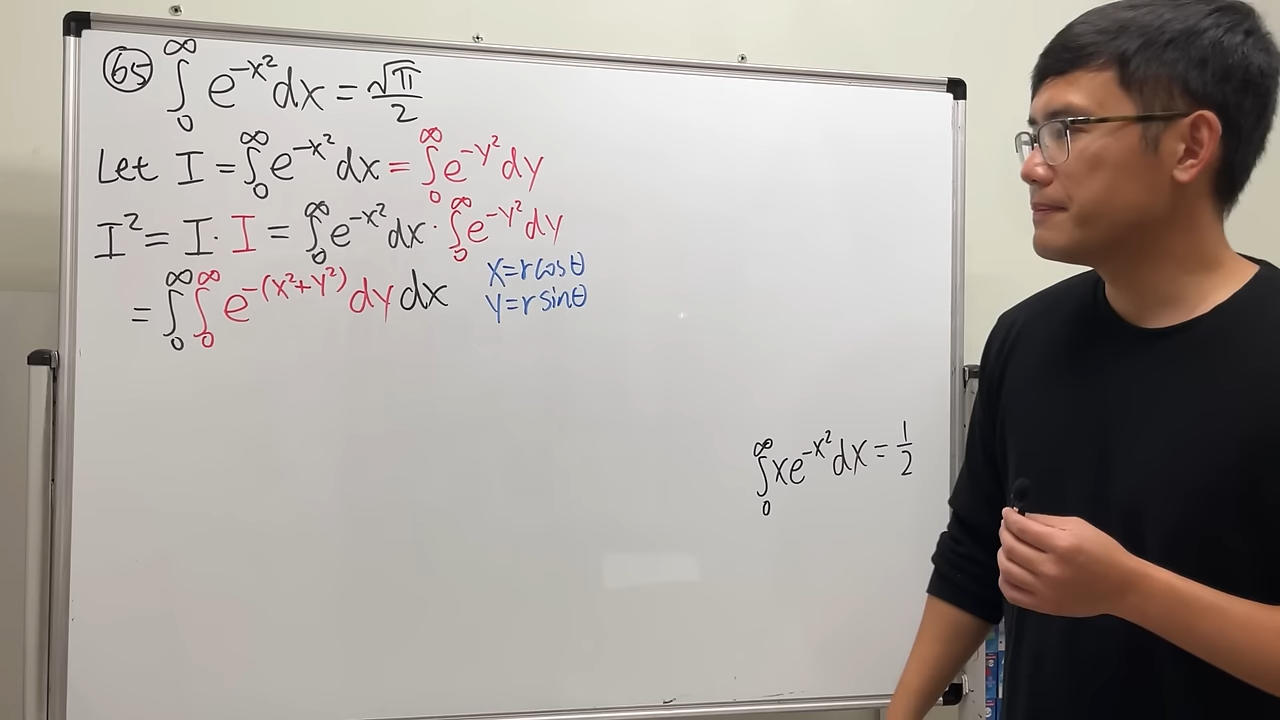 65 ∫₀^∞ e^(-x²) dx = √π/2
Let I = ∫₀^∞ e^(-x²) dx = ∫₀^∞ e^(-y²) dy
I² = I · I = ∫₀^∞ e^(-x²) dx · ∫₀^∞ e^(-y²) dy
= ∫₀^∞ ∫₀^∞ e^(-(x²+y²)) dy dx
x = r cos θ
y = r sin θ
∫₀^∞ x e^(-x²) dx = 1/2